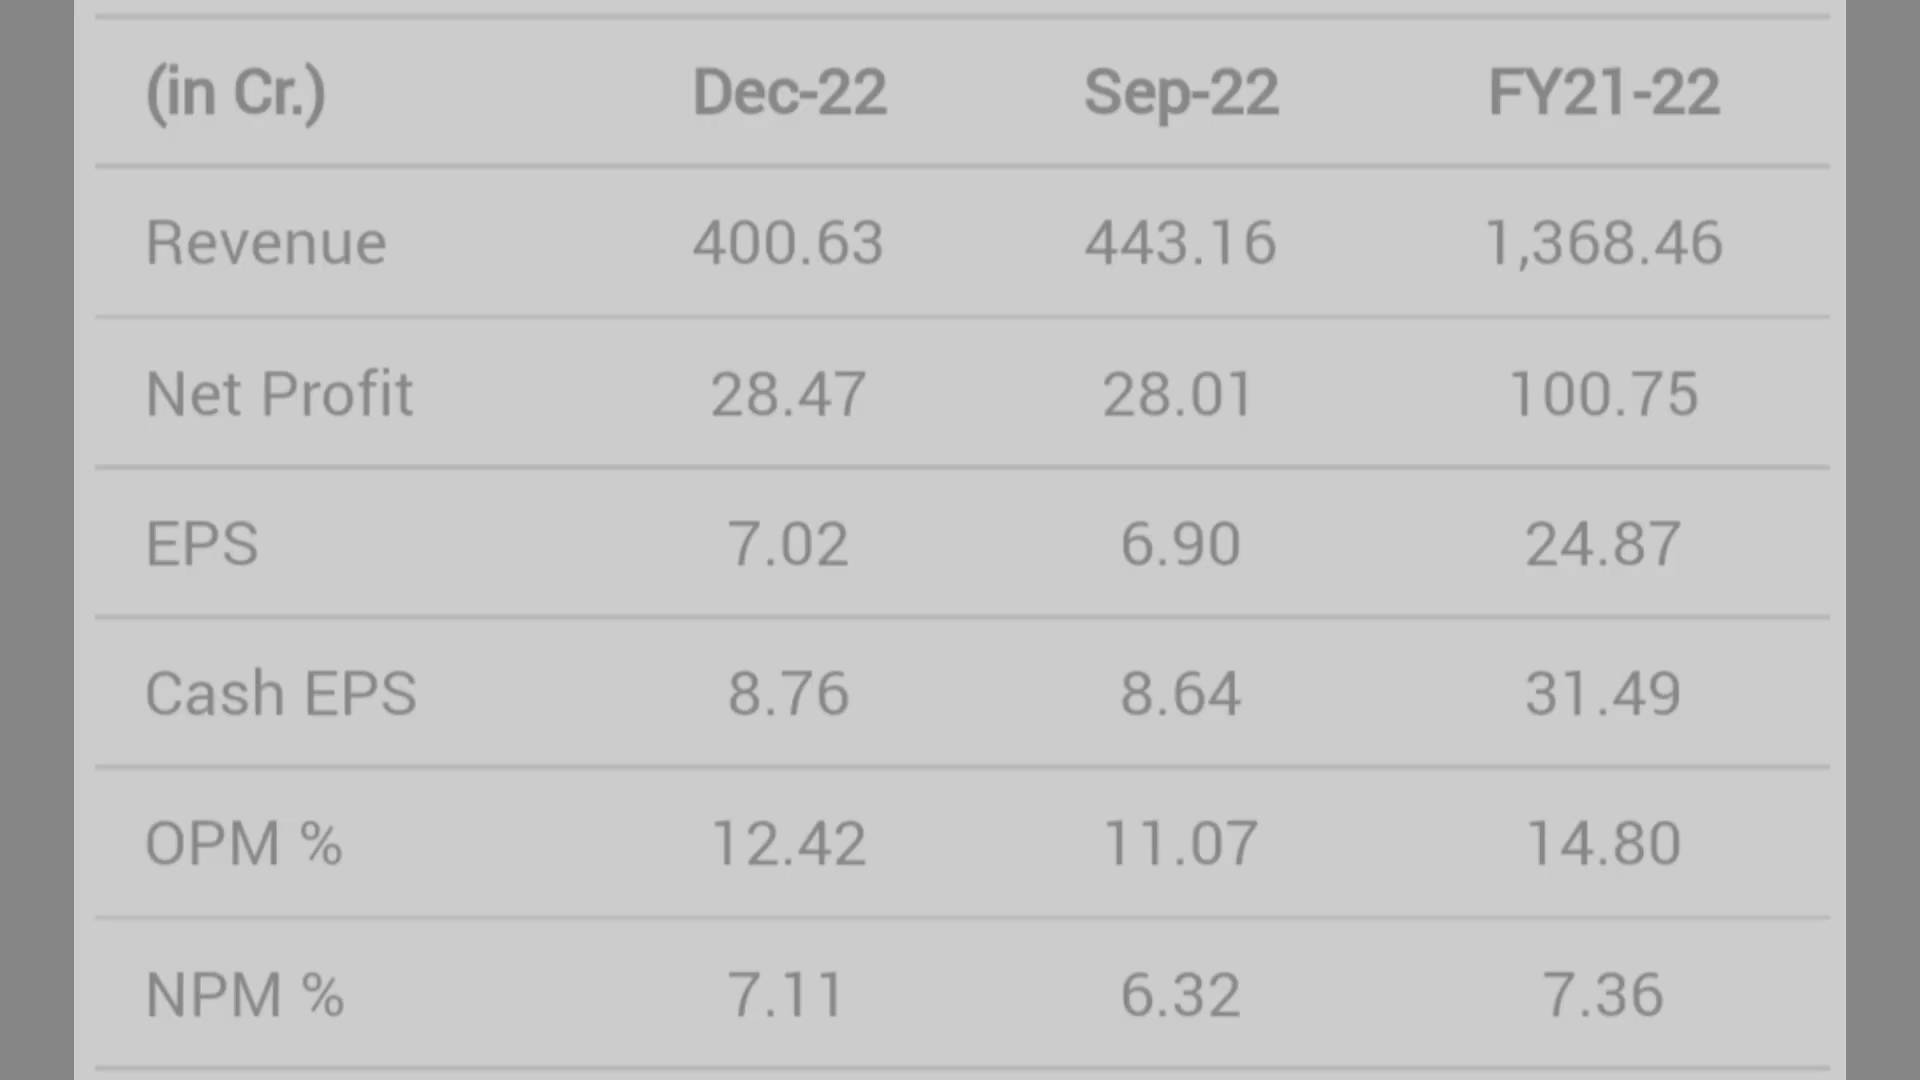 (in Cr.) Dec-22 Sep-22 FY21-22
Revenue 400.63 443.16 1,368.46
Net Profit 28.47 28.01 100.75
EPS 7.02 6.90 24.87
Cash EPS 8.76 8.64 31.49
OPM % 12.42 11.07 14.80
NPM % 7.11 6.32 7.36